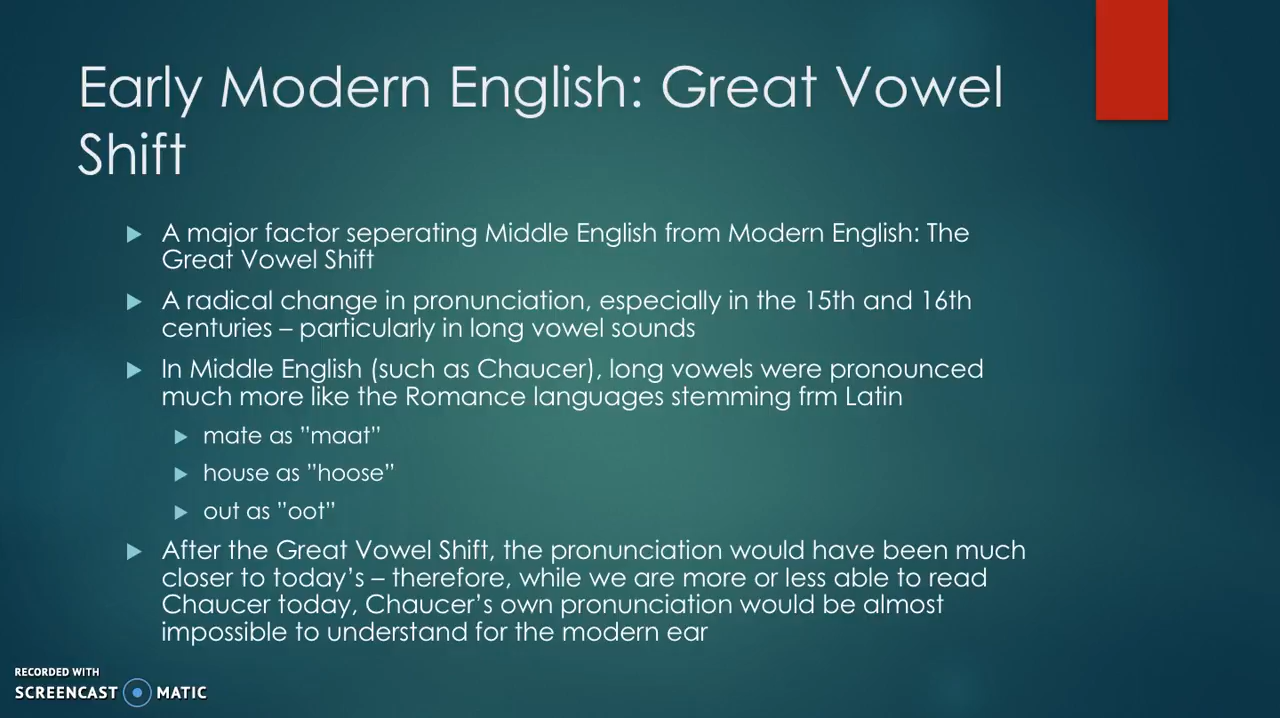 Early Modern English: Great Vowel
Shift
A major factor seperating Middle English from Modern English: The
Great Vowel Shift
A radical change in pronunciation, especially in the 15th and 16th
centuries – particularly in long vowel sounds
In Middle English (such as Chaucer), long vowels were pronounced
much more like the Romance languages stemming frm Latin
mate as ”maat”
house as ”hoose”
out as ”oot”
After the Great Vowel Shift, the pronunciation would have been much
closer to today’s – therefore, while we are more or less able to read
Chaucer today, Chaucer’s own pronunciation would be almost
impossible to understand for the modern ear
RECORDED WITH
SCREENCAST MATIC